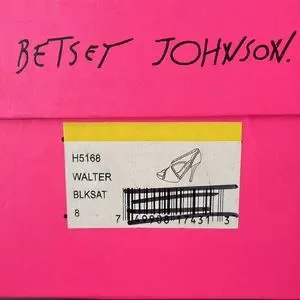 BETSEY JOHNSON.
H5168
WALTER
BLKSAT
8